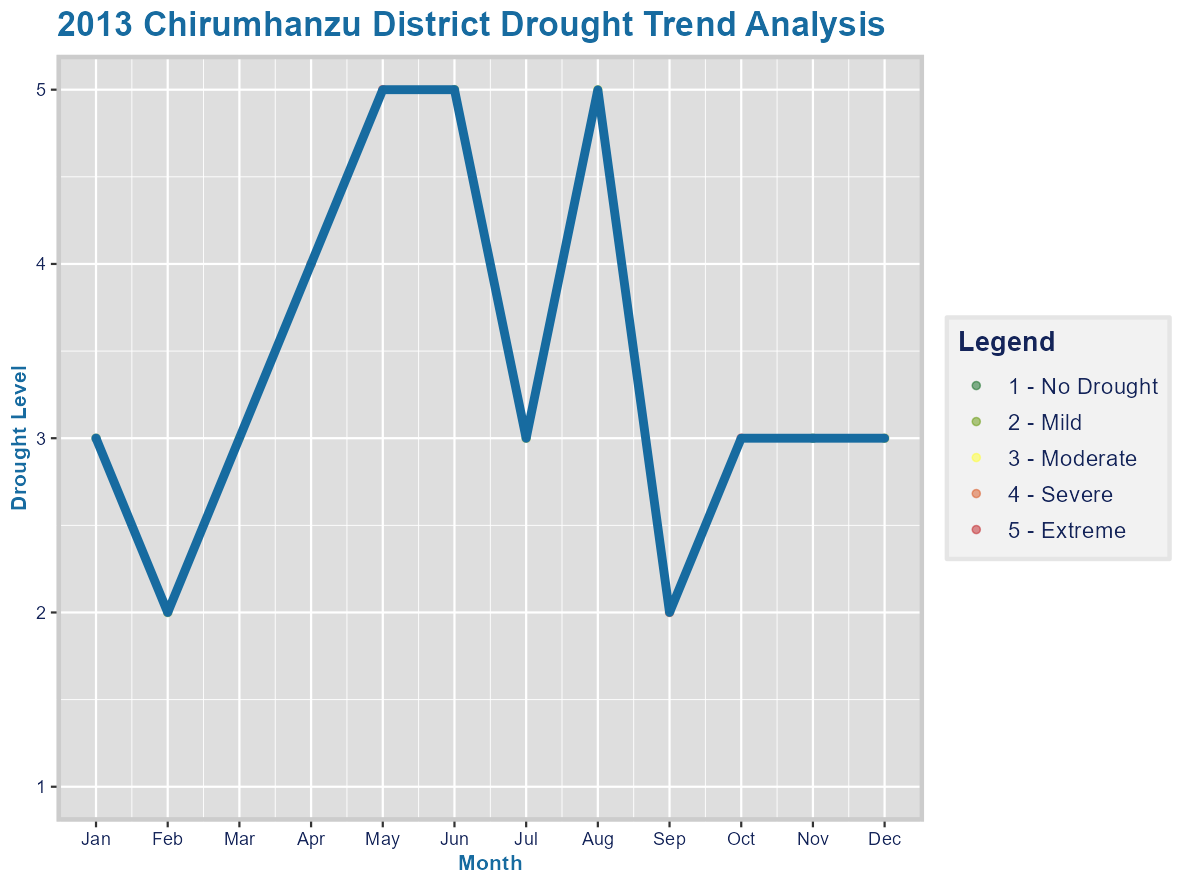 2013 Chirumhanzu District Drought Trend Analysis
5
4
3
2
1
Drought Level
Jan Feb Mar Apr May Jun Jul Aug Sep Oct Nov Dec
Month
Legend
1 - No Drought
2 - Mild
3 - Moderate
4 - Severe
5 - Extreme